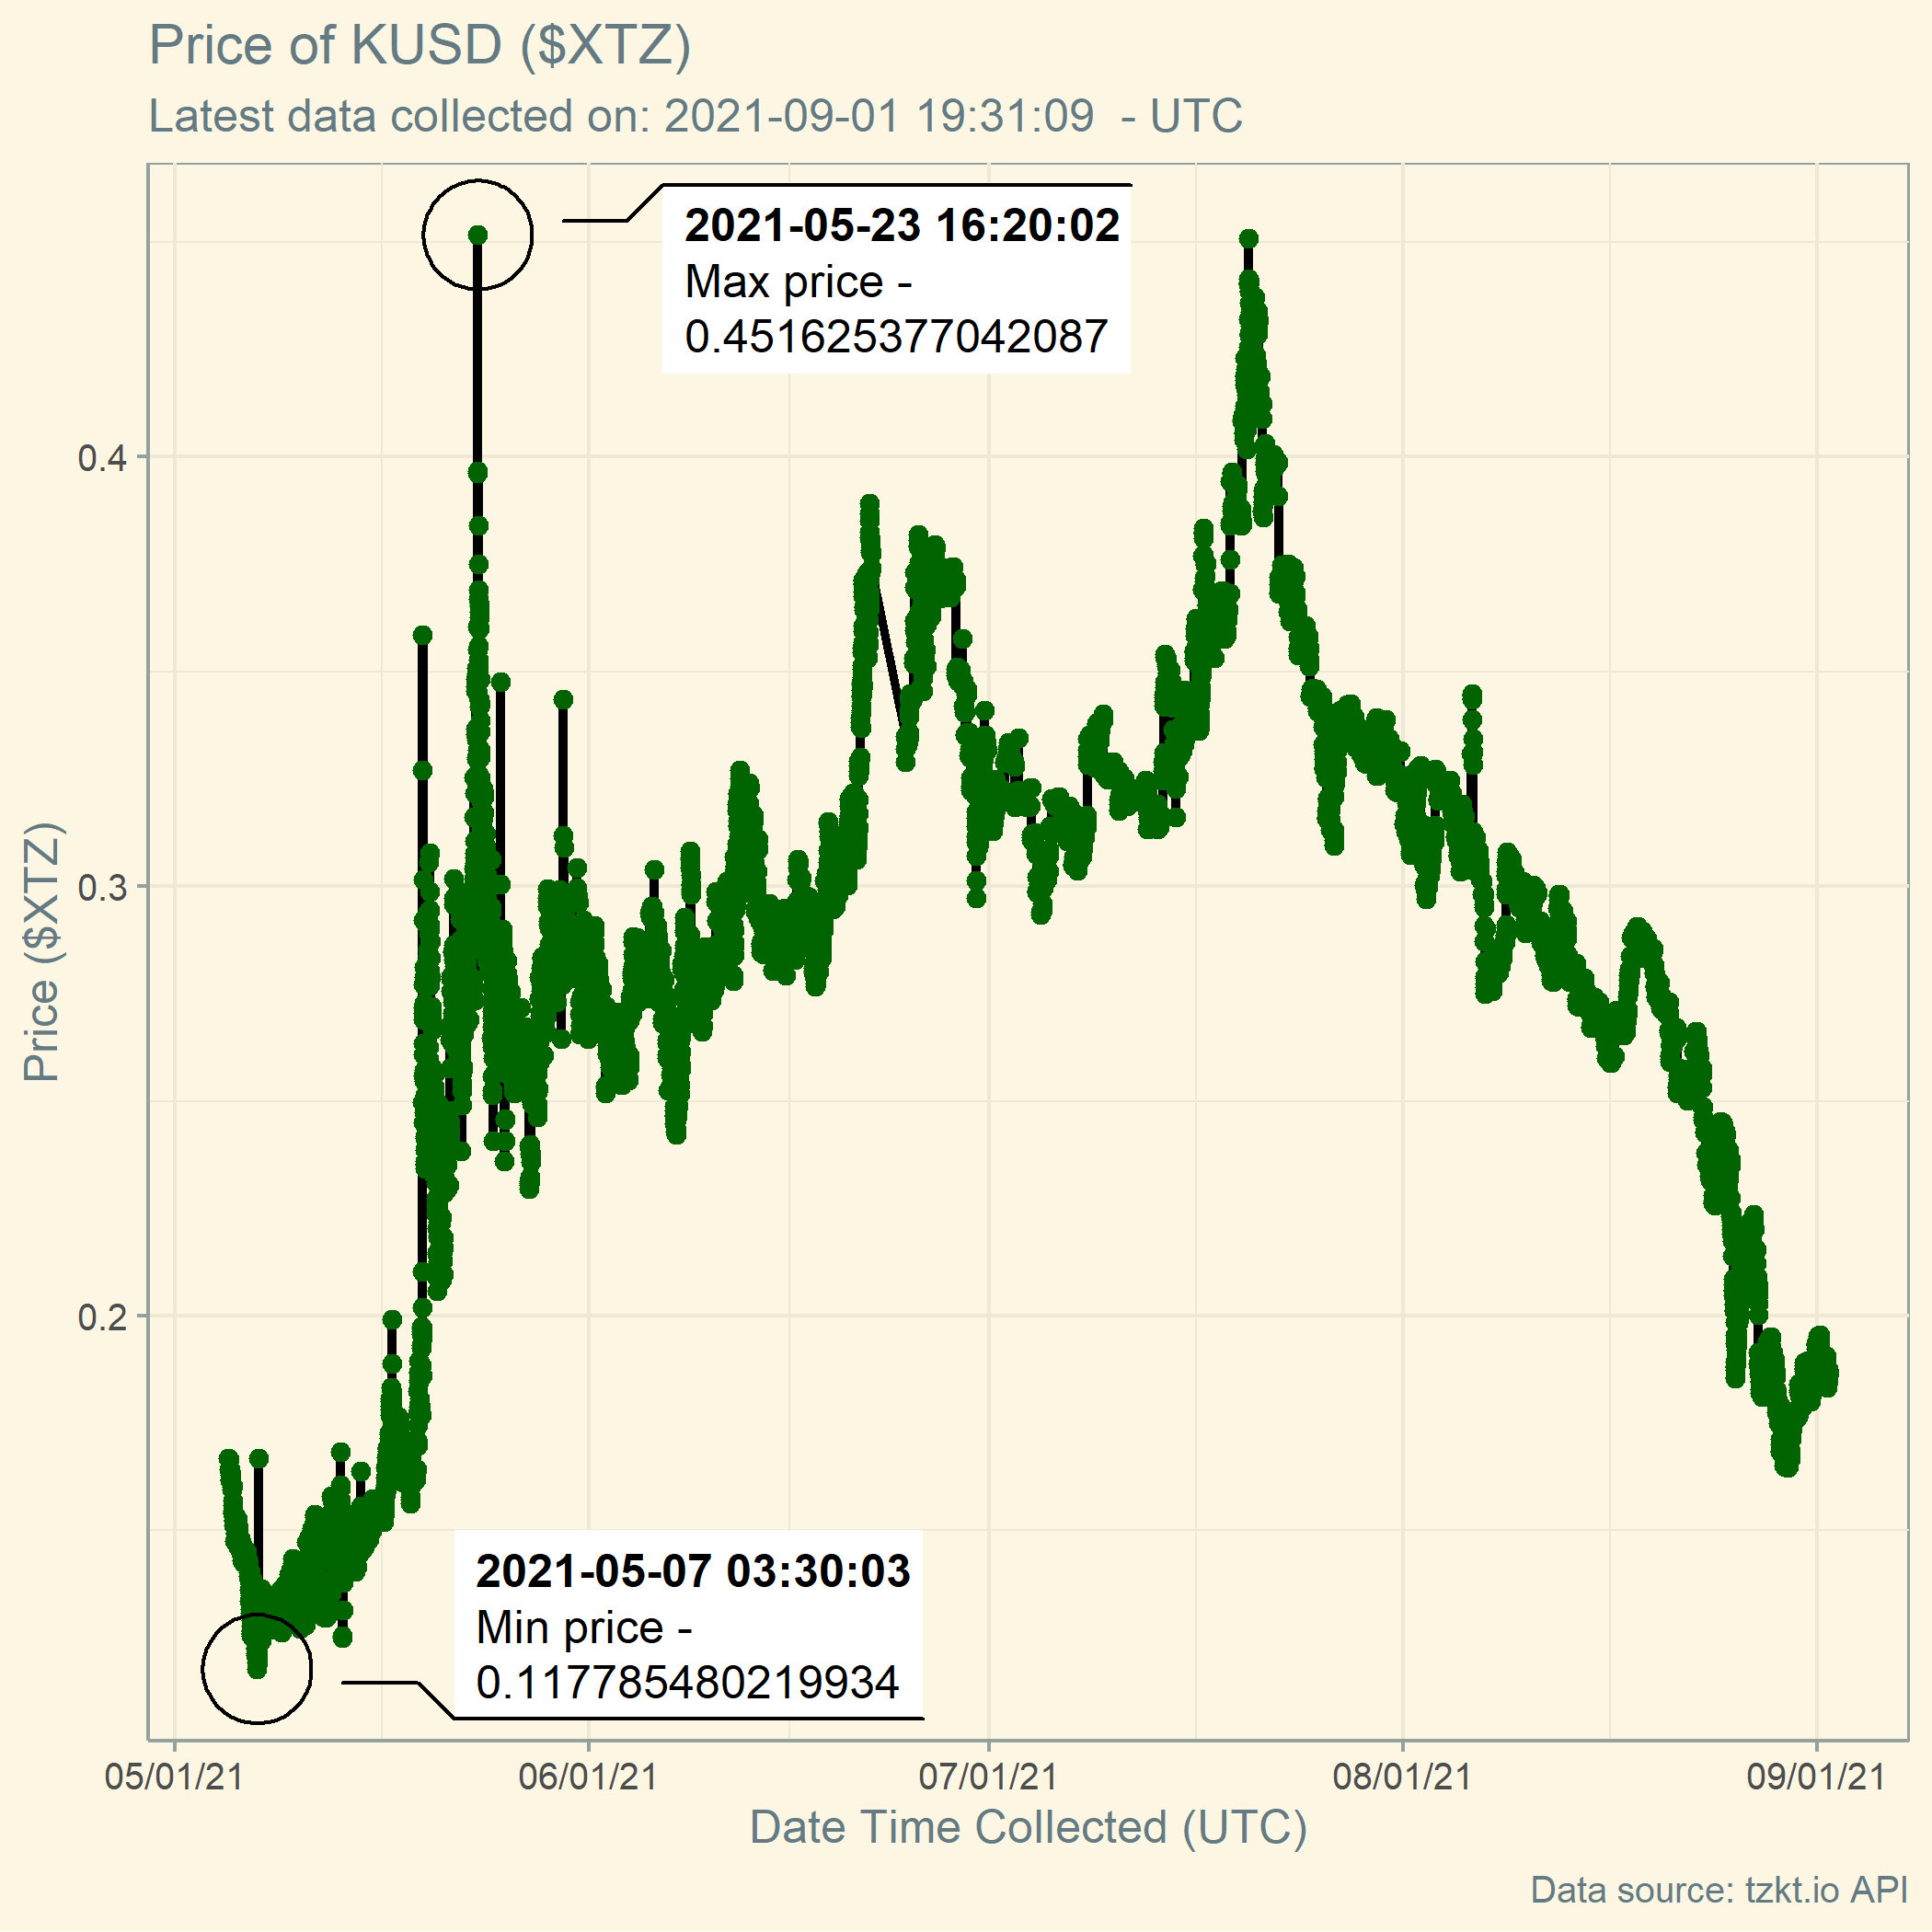 Price of KUSD ($XTZ)
Latest data collected on: 2021-09-01 19:31:09  - UTC
2021-05-23 16:20:02
Max price -
0.451625377042087
0.4
0.3
0.2
Price ($XTZ)
2021-05-07 03:30:03
Min price -
0.117785480219934
05/01/21
06/01/21
07/01/21
08/01/21
09/01/21
Date Time Collected (UTC)
Data source: tzkt.io API